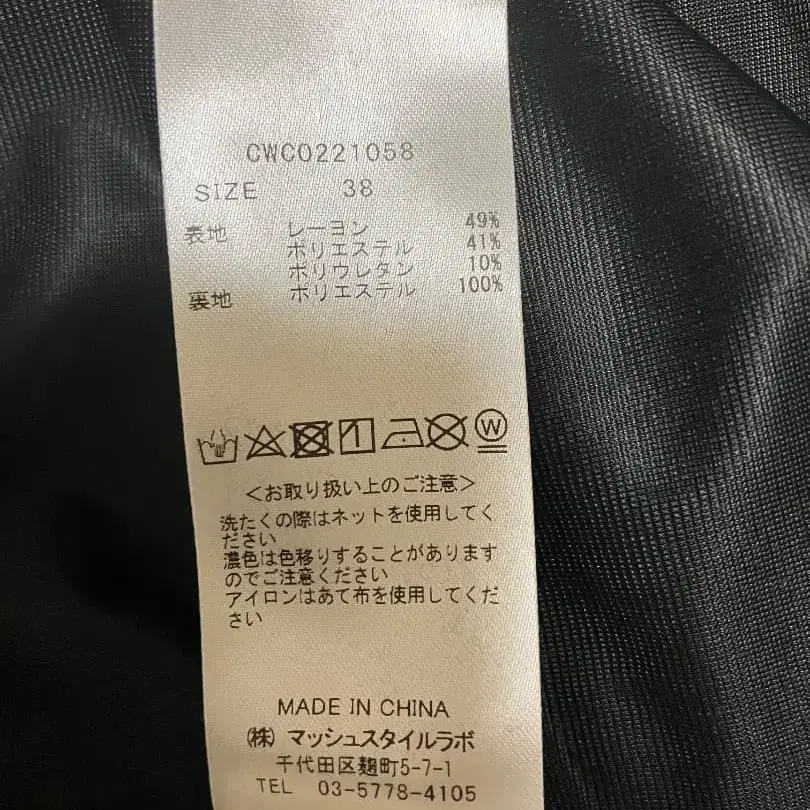 CWCO221058
SIZE 38
表地 レーヨン 49%
ポリエステル 41%
ポリウレタン 10%
裏地 ポリエステル 100%
W
<お取り扱い上のご注意>
洗たくの際はネットを使用してく
ださい
濃色は色移りすることがあります
のでご注意ください
アイロンはあて布を使用してくだ
さい
MADE IN CHINA
㈱ マッシュスタイルラボ
千代田区麹町5-7-1
TEL 03-5778-4105